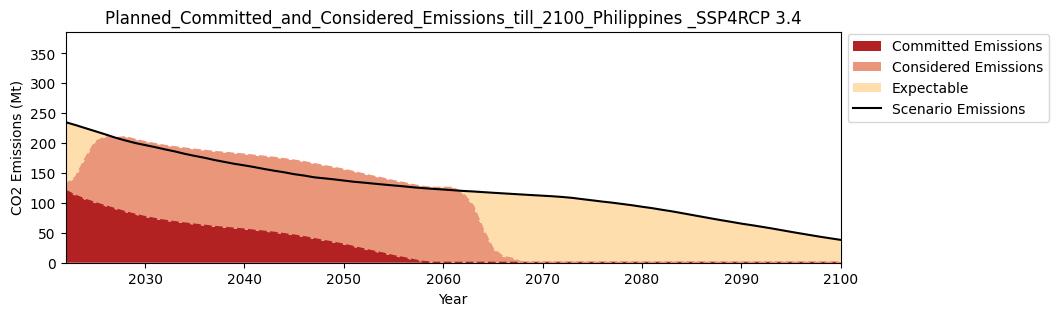 Planned_Committed_and_Considered_Emissions_till_2100_Philippines _SSP4RCP 3.4
CO2 Emissions (Mt)
350
300
250
200
150
100
50
0
2030 2040 2050 2060 2070 2080 2090 2100
Year
Committed Emissions
Considered Emissions
Expectable
Scenario Emissions